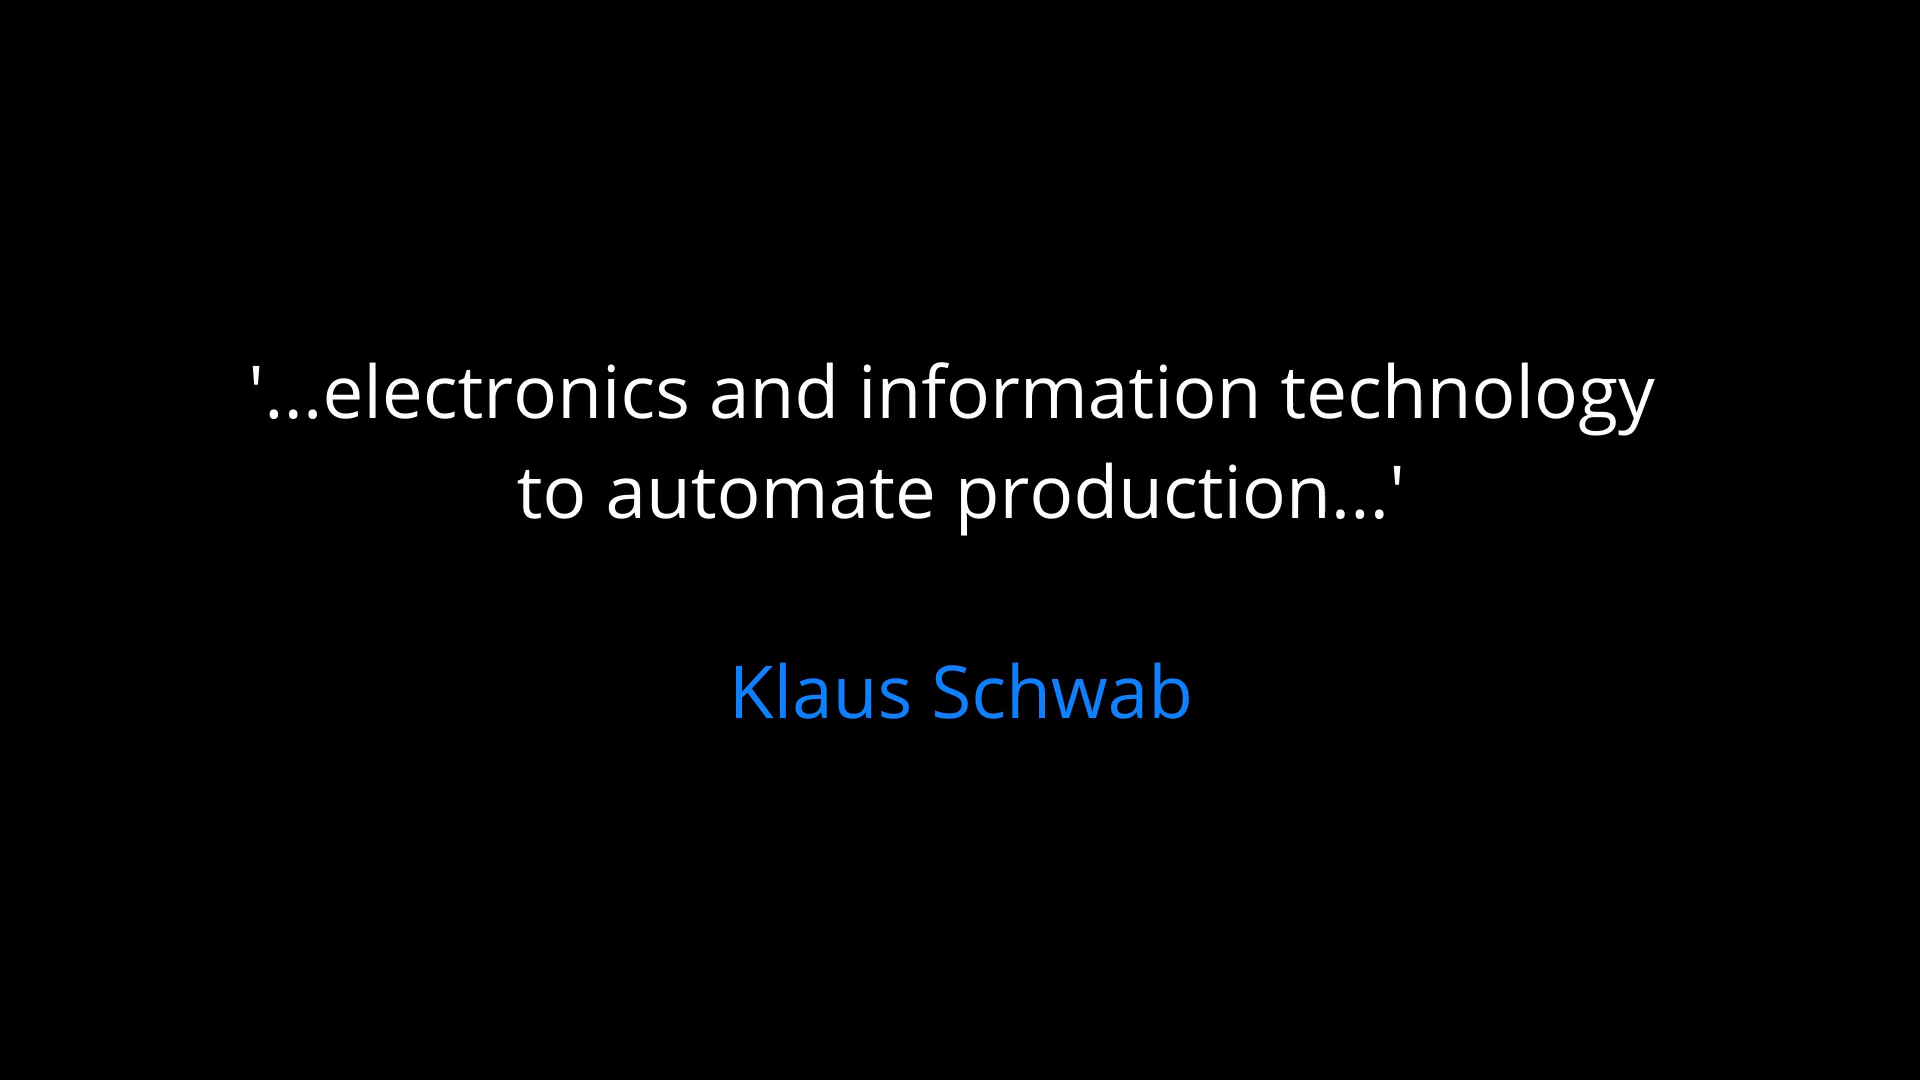 '...electronics and information technology
to automate production...'
Klaus Schwab